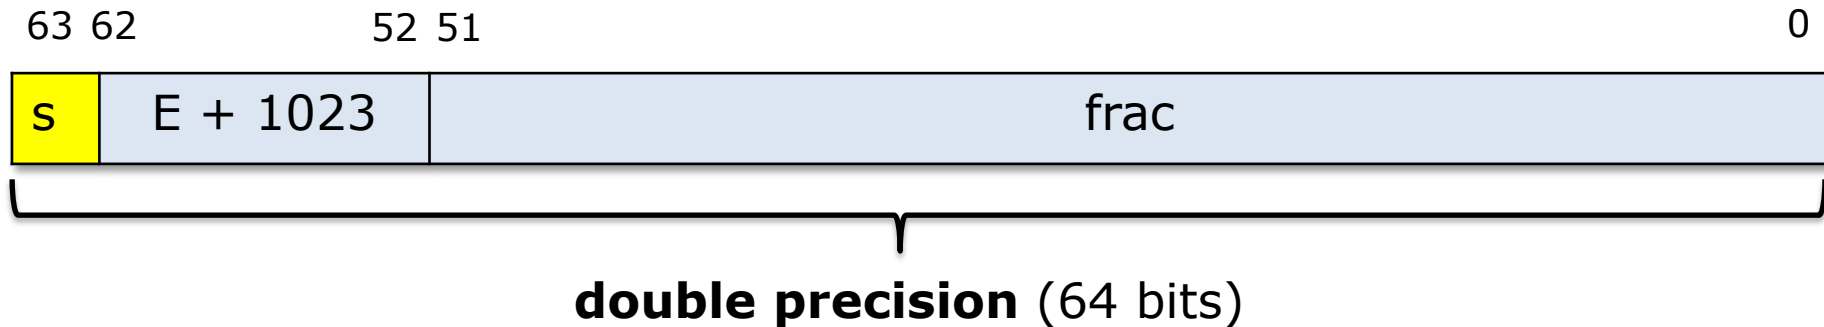 63 62 52 51 0
s E + 1023 frac
double precision (64 bits)